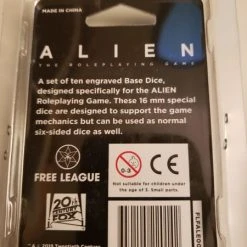 MADE IN CHINA
ALIEN
THE ROLEPLAYING GAME
A set of ten engraved Base Dice,
designed specifically for the ALIEN
Roleplaying Game. These 16 mm special
dice are designed to support the game
mechanics but can be used as normal
six-sided dice as well.
0-3
FREE LEAGUE
Not suitable for
children under the
age of 3. Small parts.
20th
CENTURY
FOX
FLFALE0
Twentieth Century